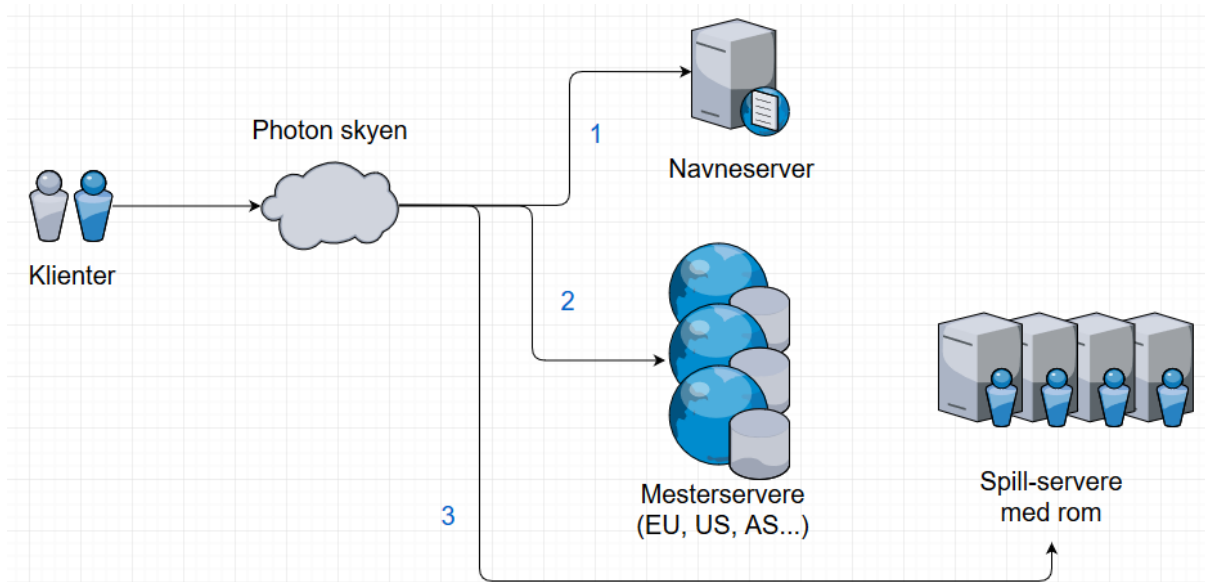 Photon skyen
1
Navneserver
Klienter
2
Mesterservere
(EU, US, AS...)
Spill-servere
med rom
3